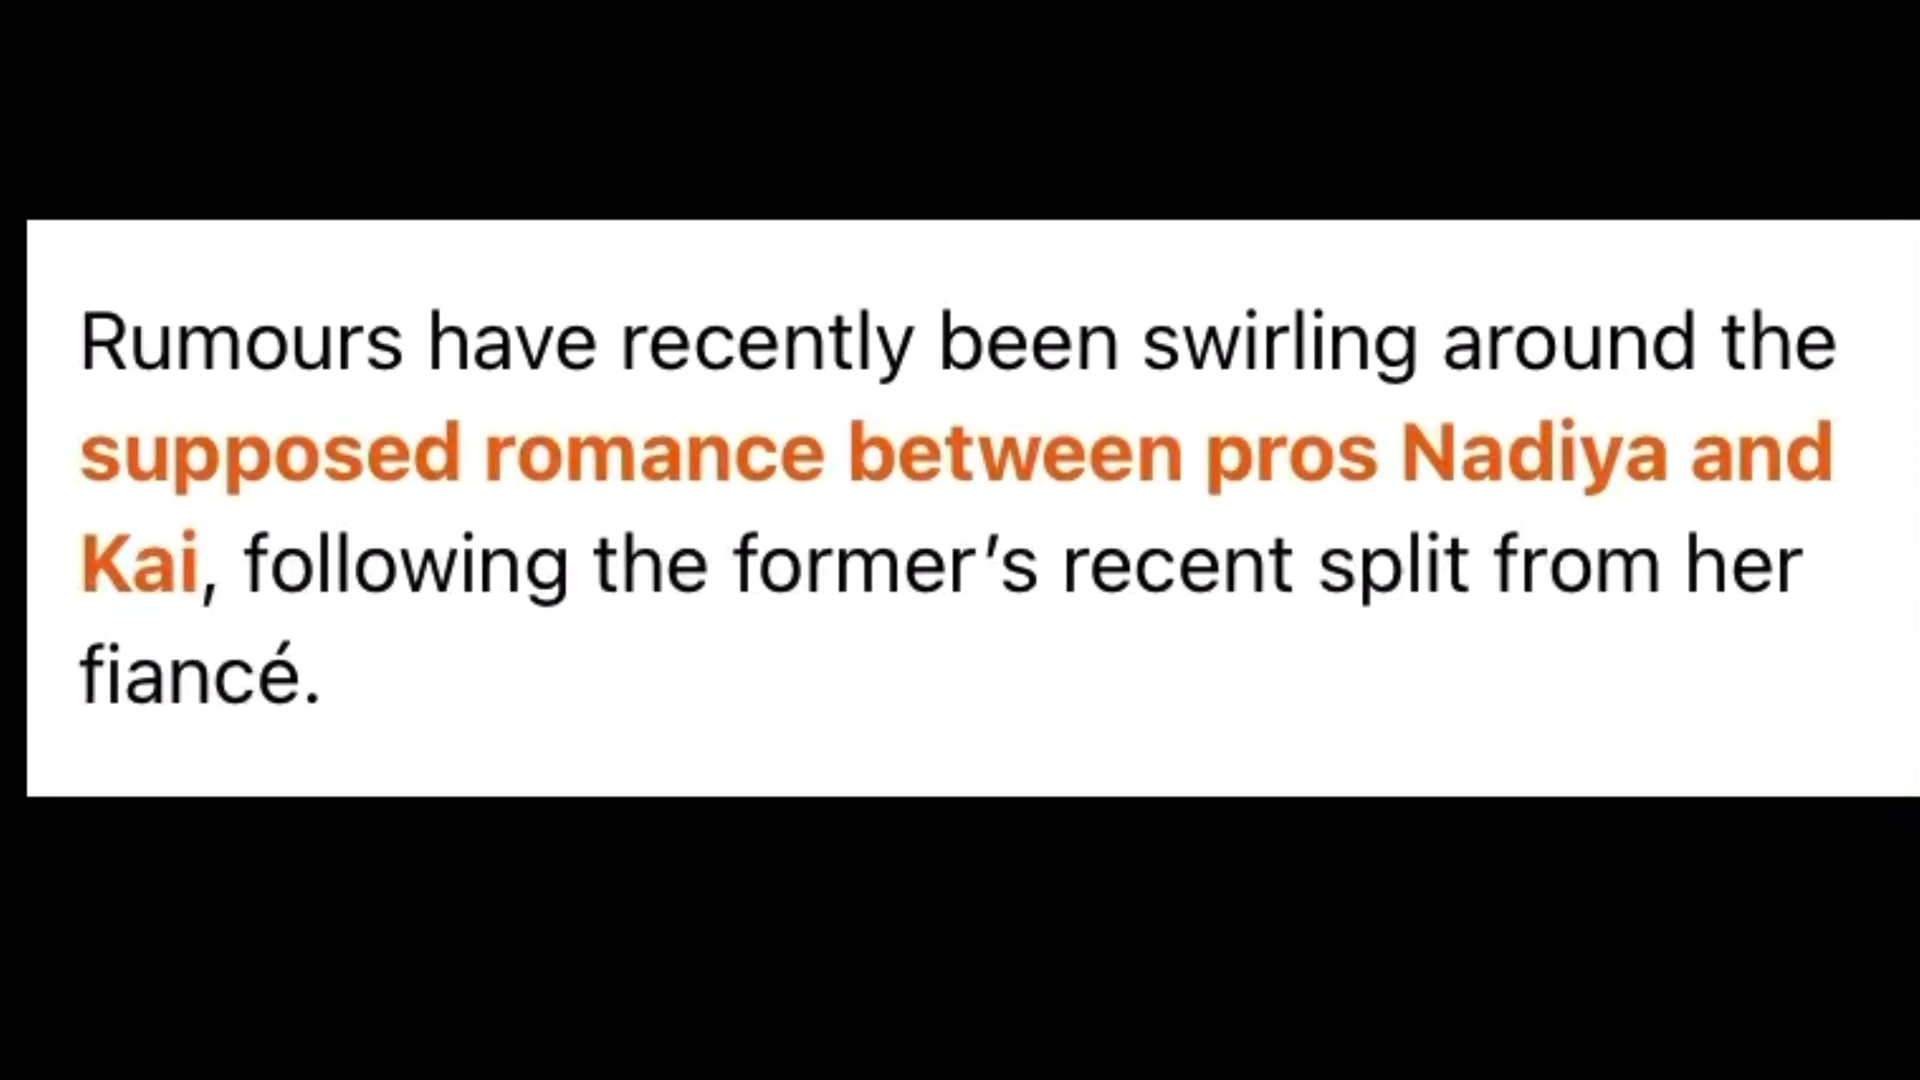 Rumours have recently been swirling around the
supposed romance between pros Nadiya and
Kai, following the former’s recent split from her
fiancé.